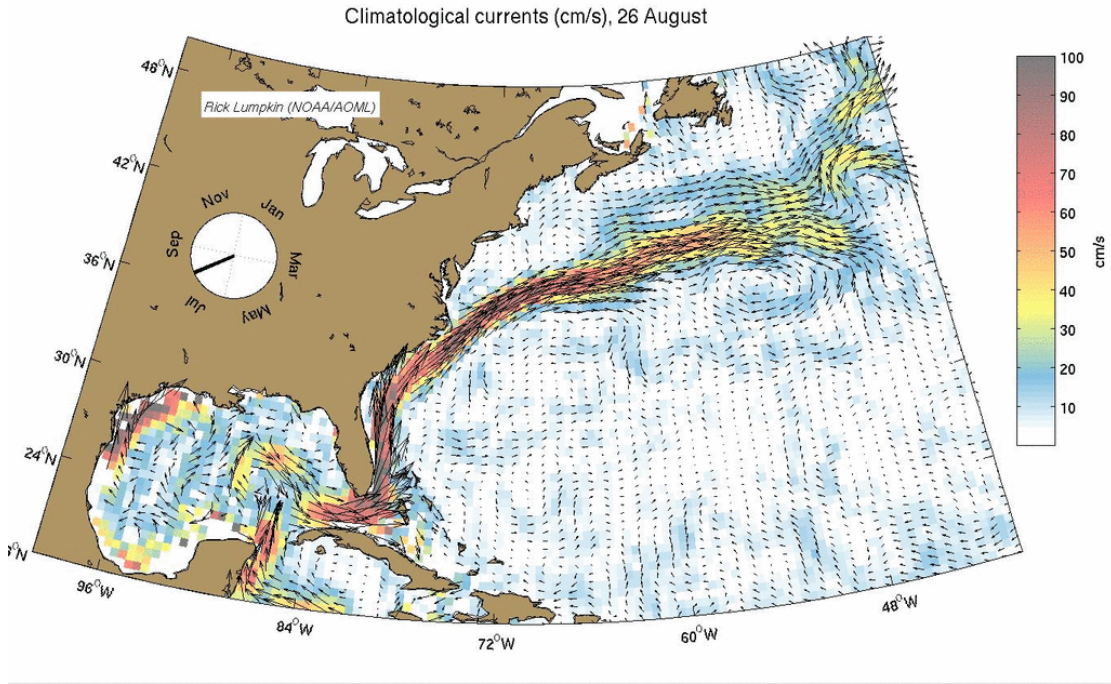 Climatological currents (cm/s), 26 August
Rick Lumpkin (NOAA/AOML)
48°N
42°N
36°N
30°N
24°N
°N
96°W
84°W
72°W
60°W
48°W
Nov
Jan
Sep
Mar
Jul
May
100
90
80
70
60
50
40
30
20
10
cm/s